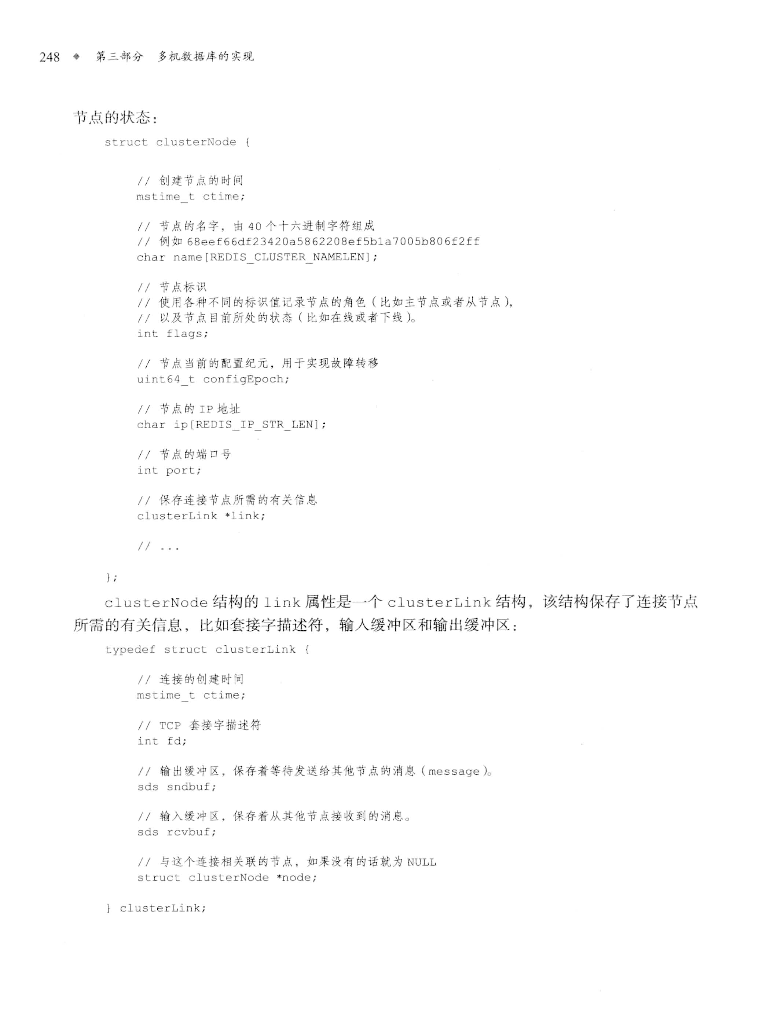 248 ◆ 第三部分 多机数据库的实现
节点的状态：
struct clusterNode {
// 创建节点的时间
mstime_t ctime;
// 节点的名字，由 40 个十六进制字符组成
// 例如 68eef66df23420a5862208ef5b1a7005b806f2ff
char name[REDIS_CLUSTER_NAMELEN];
// 节点标识
// 使用各种不同的标识值记录节点的角色（比如主节点或者从节点），
// 以及节点目前所处的状态（比如在线或者下线）。
int flags;
// 节点当前的配置纪元，用于实现故障转移
uint64_t configEpoch;
// 节点的 IP 地址
char ip[REDIS_IP_STR_LEN];
// 节点的端口号
int port;
// 保存连接节点所需的有关信息
clusterLink *link;
// ...
};
clusterNode 结构的 link 属性是一个 clusterLink 结构，该结构保存了连接节点
所需的有关信息，比如套接字描述符，输入缓冲区和输出缓冲区：
typedef struct clusterLink {
// 连接的创建时间
mstime_t ctime;
// TCP 套接字描述符
int fd;
// 输出缓冲区，保存着等待发送给其他节点的消息（message）。
sds sndbuf;
// 输入缓冲区，保存着从其他节点接收到的消息。
sds rcvbuf;
// 与这个连接相关联的节点，如果没有的话就为 NULL
struct clusterNode *node;
} clusterLink;